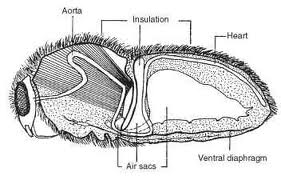 Aorta
Insulation
Heart
Air sacs
Ventral diaphragm